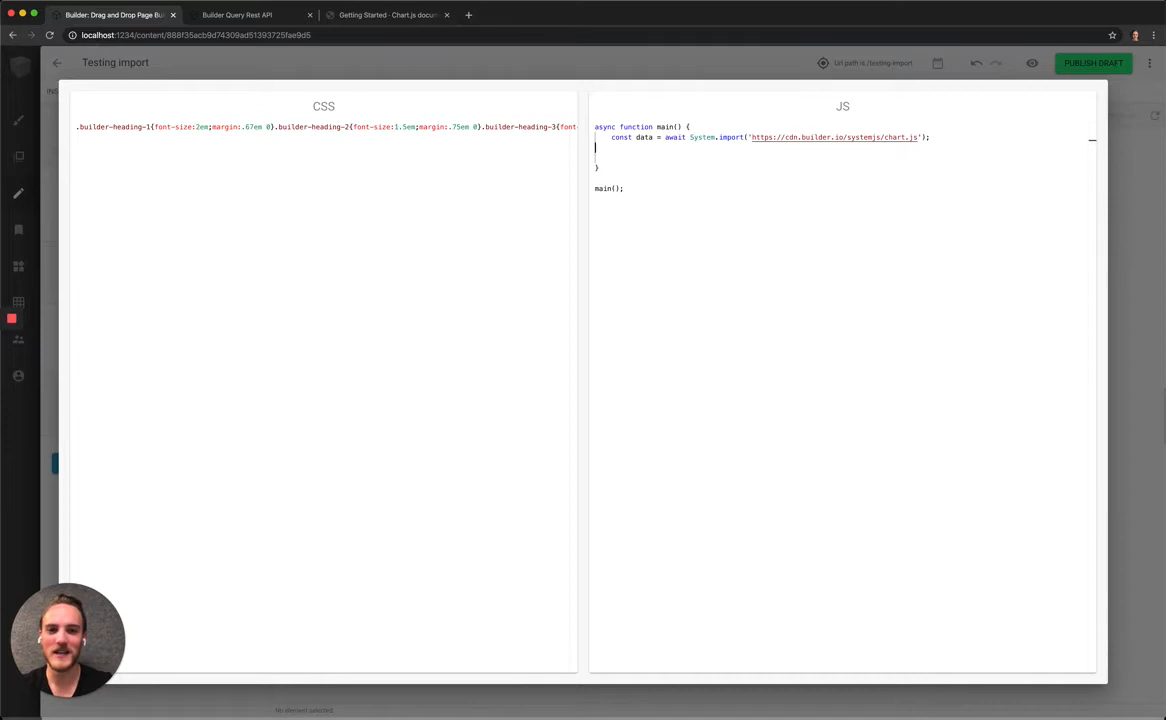 Builder: Drag and Drop Page Bu
Builder Query Rest API
Getting Started · Chart.js docum
localhost:1234/content/888f35acb9d74309ad51393725fae9d5
Testing import
Url path is /testing-import
PUBLISH DRAFT
INS
CSS
.builder-heading-1{font-size:2em;margin:.67em 0}.builder-heading-2{font-size:1.5em;margin:.75em 0}.builder-heading-3{font-
JS
async function main() {
const data = await System.import('https://cdn.builder.io/systemjs/chart.js');
}
main();
No element selected.